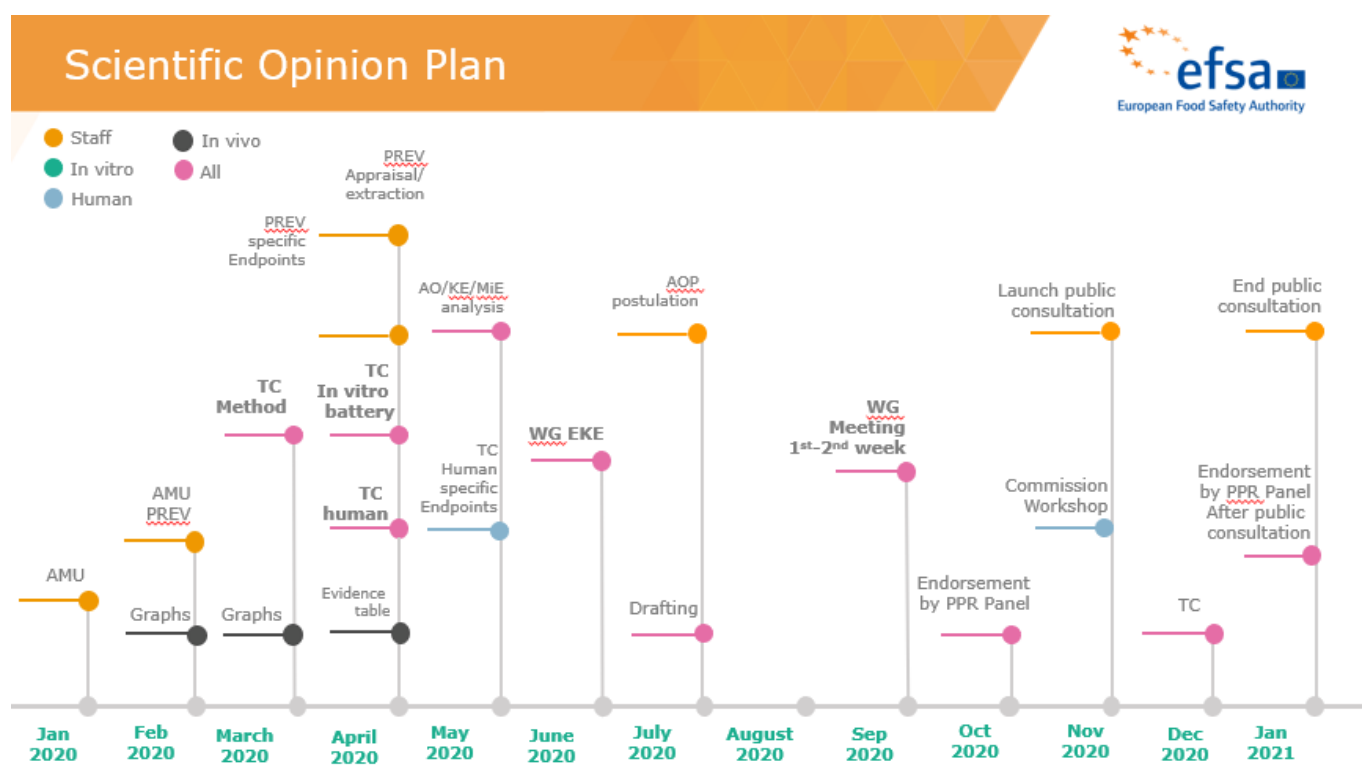 Scientific Opinion Plan
efsa
European Food Safety Authority
Staff
In vitro
Human
In vivo
All
AMU
AMU
PREV
Graphs
TC
Method
Graphs
PREV
specific
Endpoints
PREV
Appraisal/
extraction
TC
In vitro
battery
TC
human
Evidence
table
AO/KE/MiE
analysis
TC
Human
specific
Endpoints
WG EKE
AOP
postulation
Drafting
WG
Meeting
1st-2nd week
Endorsement
by PPR Panel
Launch public
consultation
Commission
Workshop
TC
End public
consultation
Endorsement
by PPR Panel
After public
consultation
Jan
2020
Feb
2020
March
2020
April
2020
May
2020
June
2020
July
2020
August
2020
Sep
2020
Oct
2020
Nov
2020
Dec
2020
Jan
2021